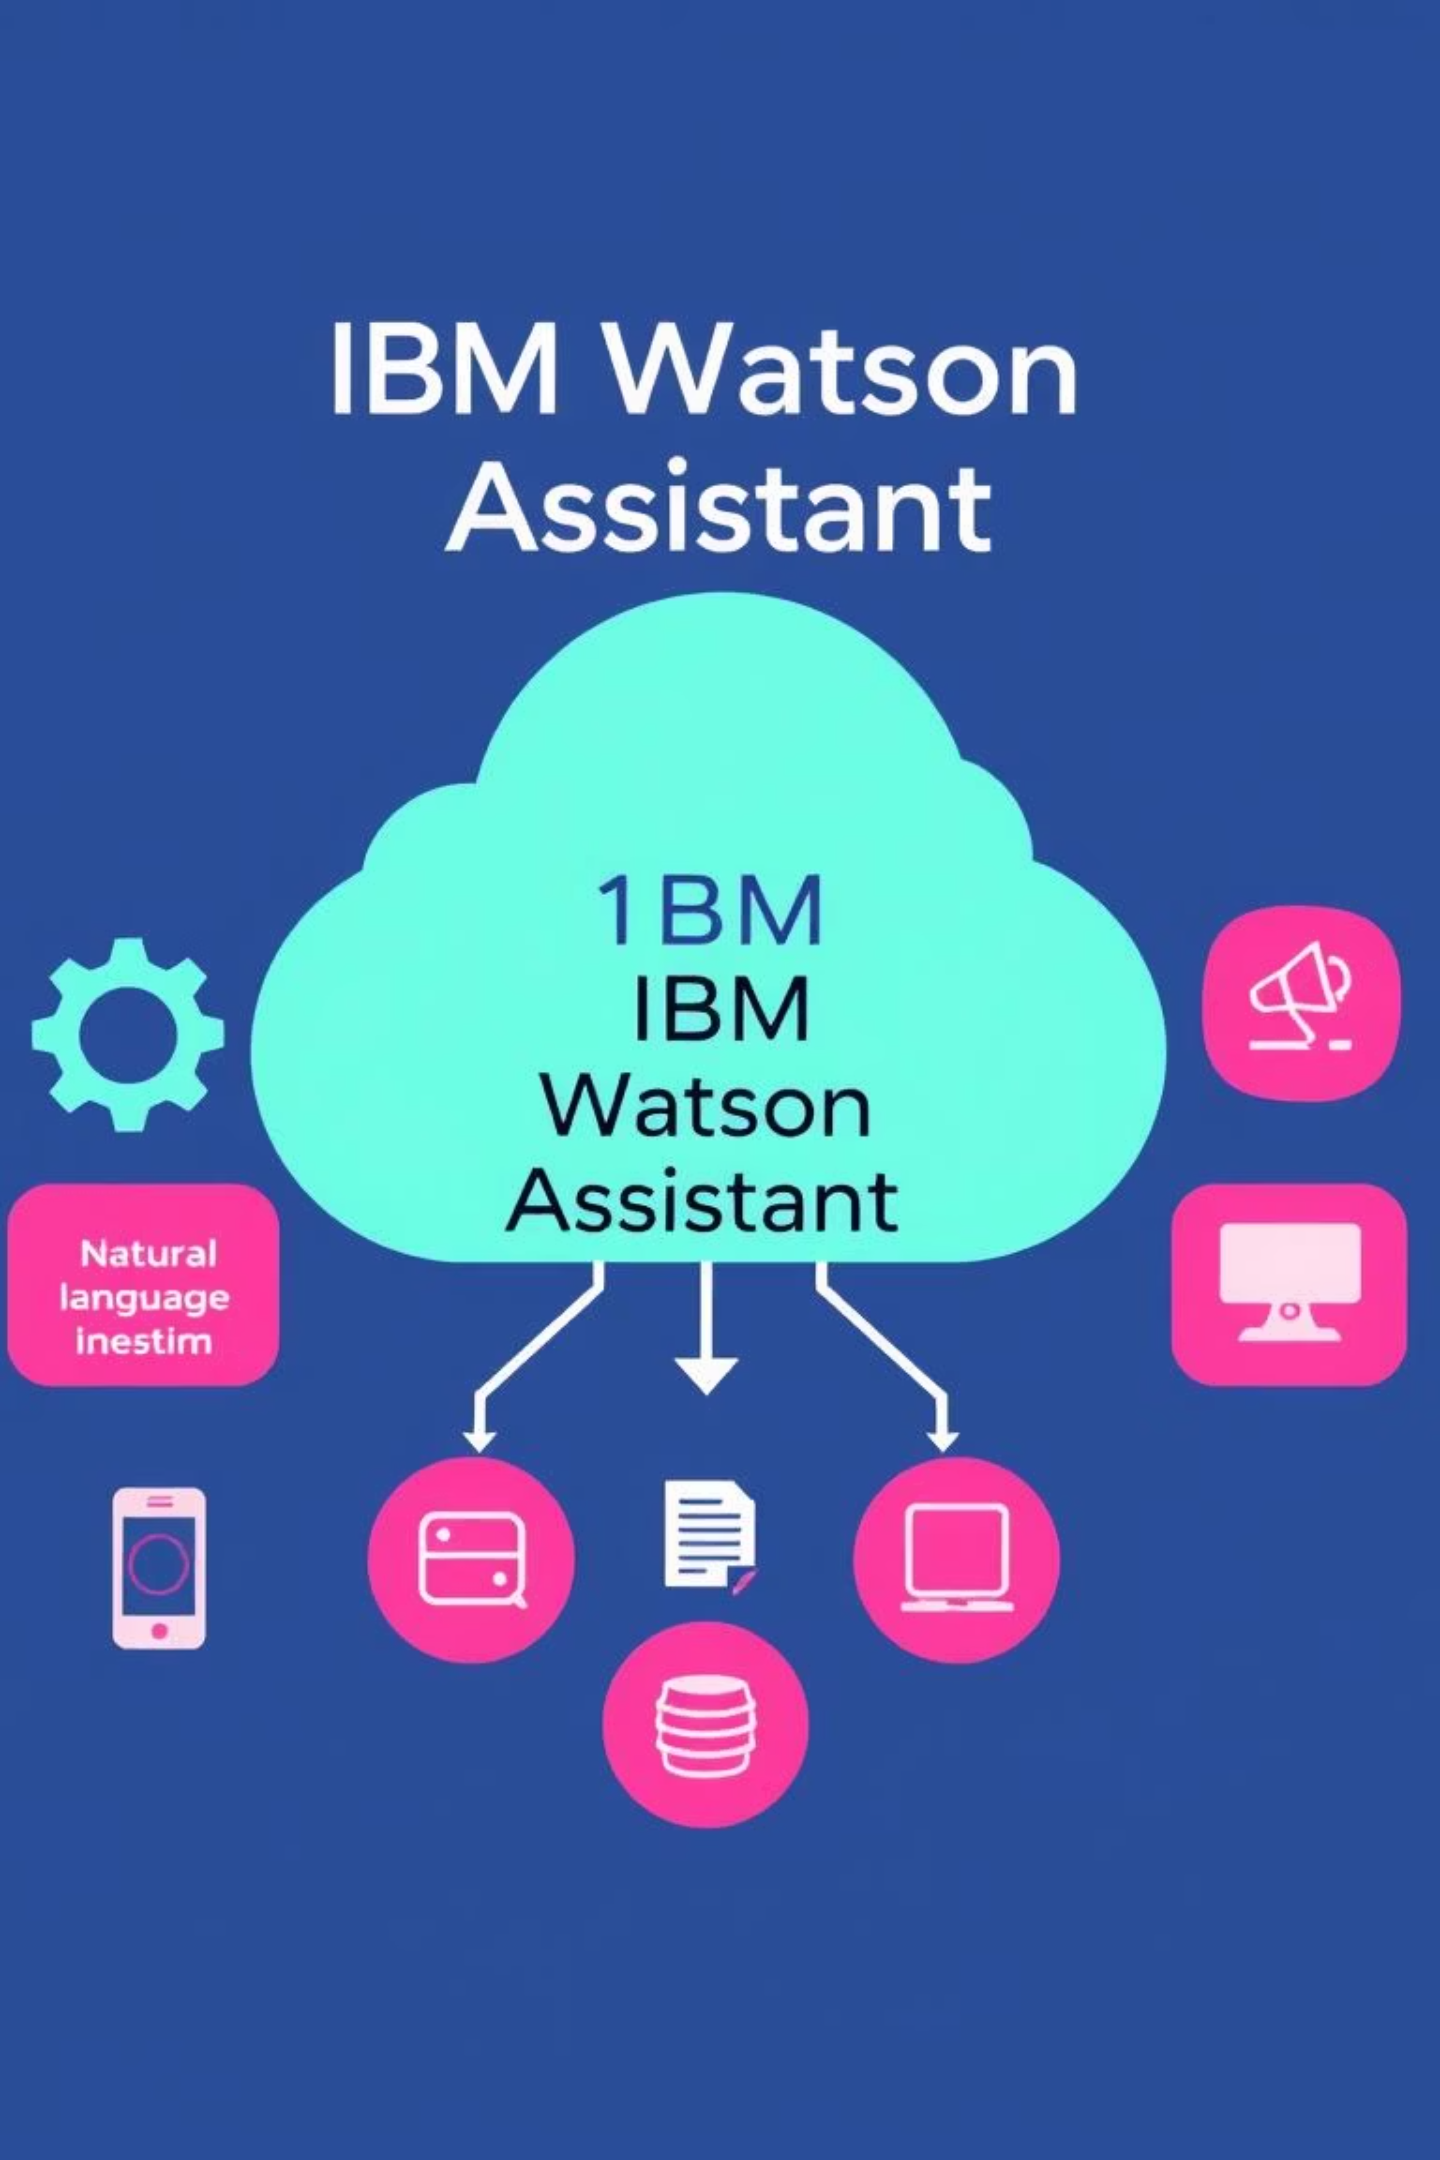 IBM Watson
Assistant
1BM
IBM
Watson
Assistant
Natural
language
inestim